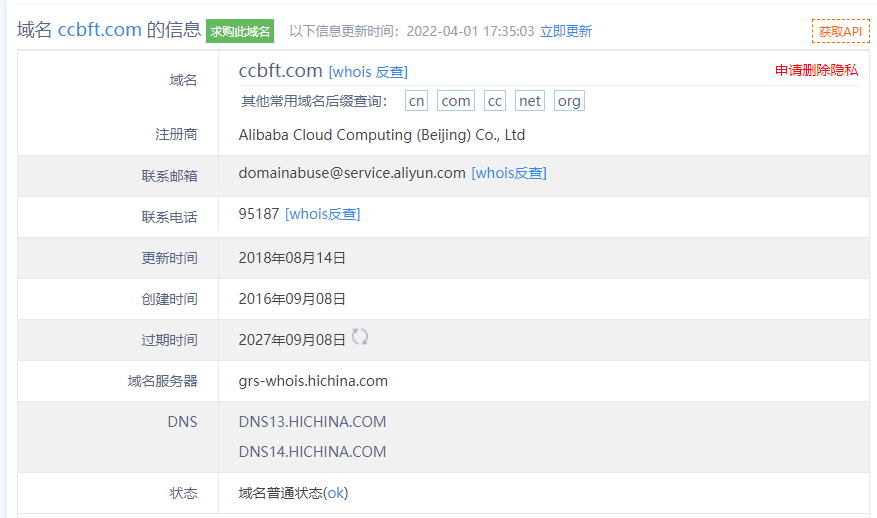 域名 ccbft.com 的信息 求购此域名 以下信息更新时间：2022-04-01 17:35:03 立即更新 获取API
域名 ccbft.com [whois 反查] 申请删除隐私
其他常用域名后缀查询： cn com cc net org
注册商 Alibaba Cloud Computing (Beijing) Co., Ltd
联系邮箱 domainabuse@service.aliyun.com [whois反查]
联系电话 95187 [whois反查]
更新时间 2018年08月14日
创建时间 2016年09月08日
过期时间 2027年09月08日
域名服务器 grs-whois.hichina.com
DNS DNS13.HICHINA.COM
DNS14.HICHINA.COM
状态 域名普通状态(ok)